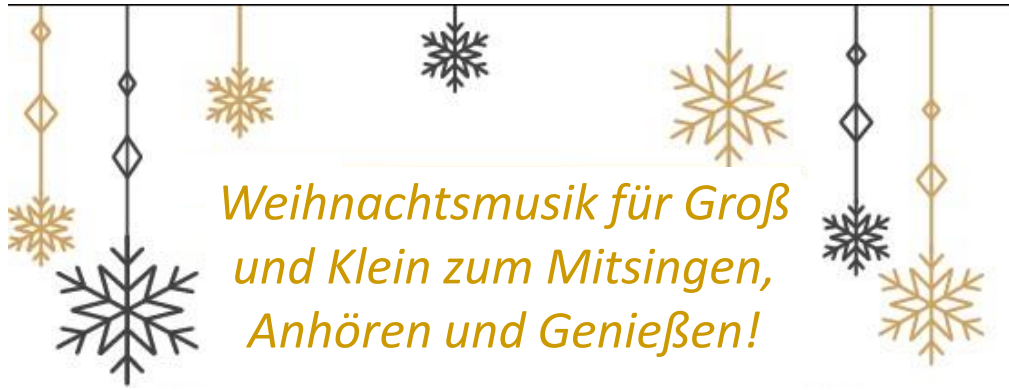 Weihnachtsmusik für Groß
und Klein zum Mitsingen,
Anhören und Genießen!